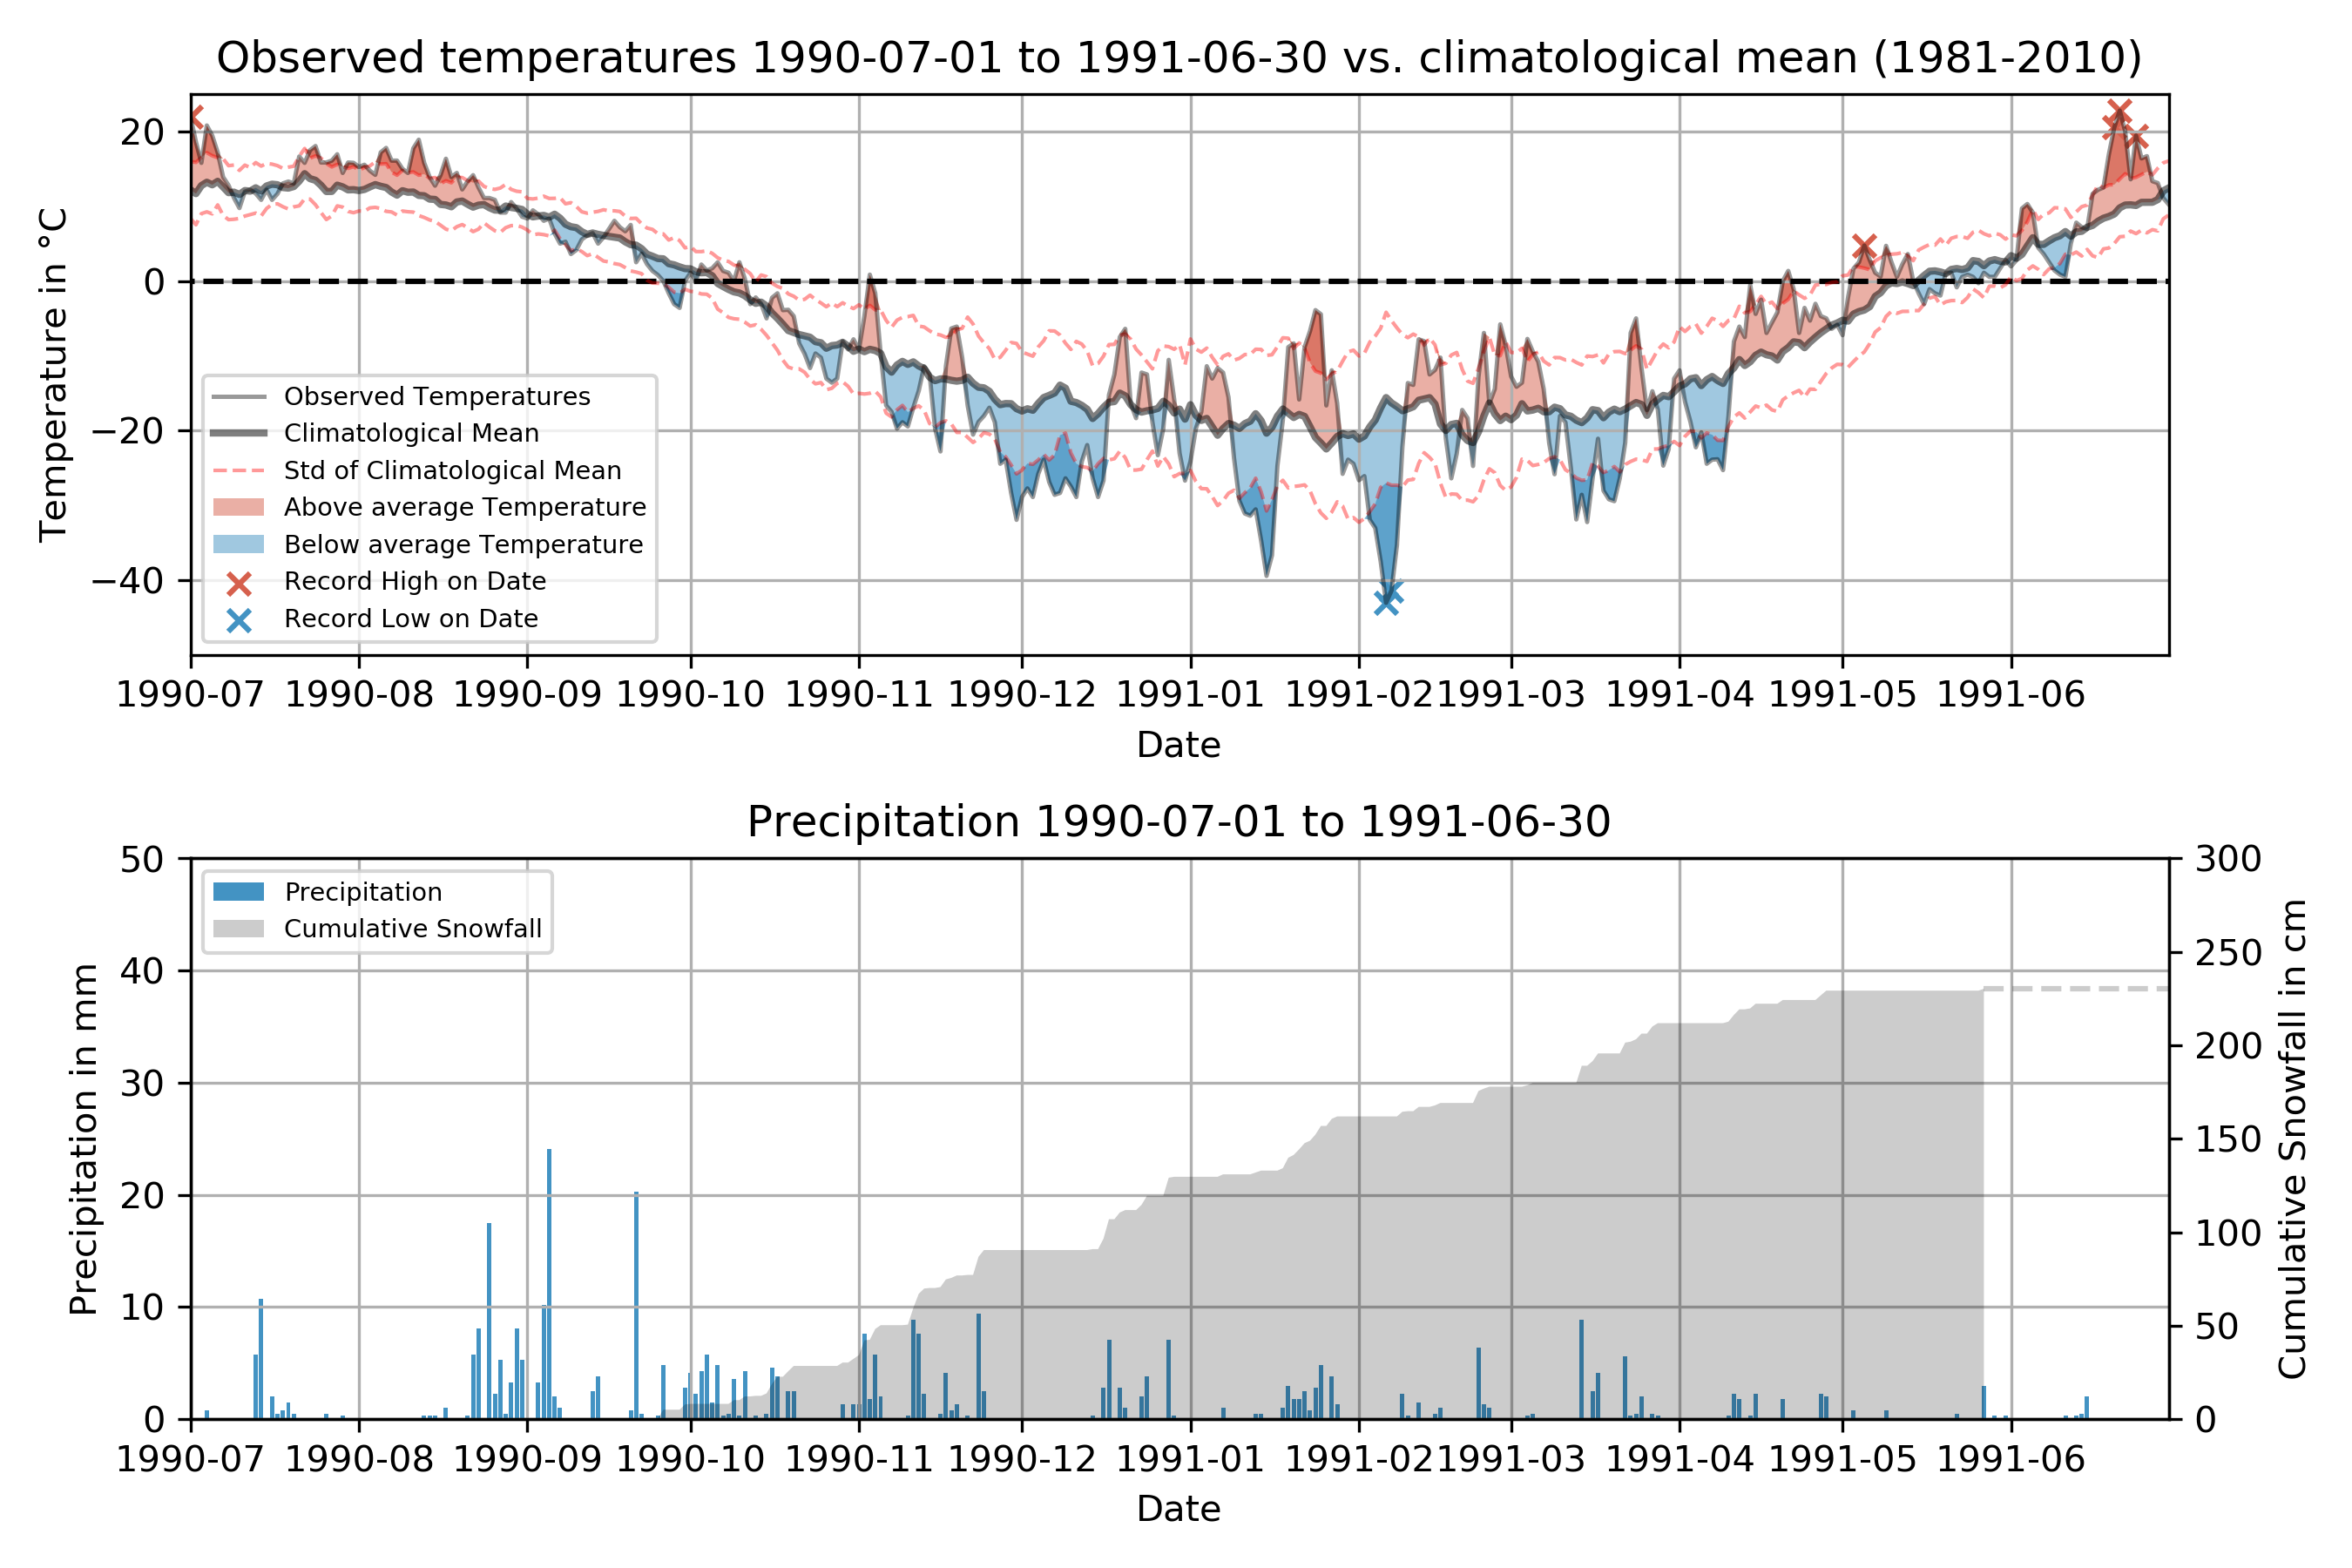 Observed temperatures 1990-07-01 to 1991-06-30 vs. climatological mean (1981-2010)
Temperature in °C
20
0
−20
−40
Observed Temperatures
Climatological Mean
Std of Climatological Mean
Above average Temperature
Below average Temperature
Record High on Date
Record Low on Date
1990-07 1990-08 1990-09 1990-10 1990-11 1990-12 1991-01 1991-02 1991-03 1991-04 1991-05 1991-06
Date
Precipitation 1990-07-01 to 1991-06-30
Precipitation in mm
50
40
30
20
10
0
Precipitation
Cumulative Snowfall
300
250
200
150
100
50
0
Cumulative Snowfall in cm
1990-07 1990-08 1990-09 1990-10 1990-11 1990-12 1991-01 1991-02 1991-03 1991-04 1991-05 1991-06
Date